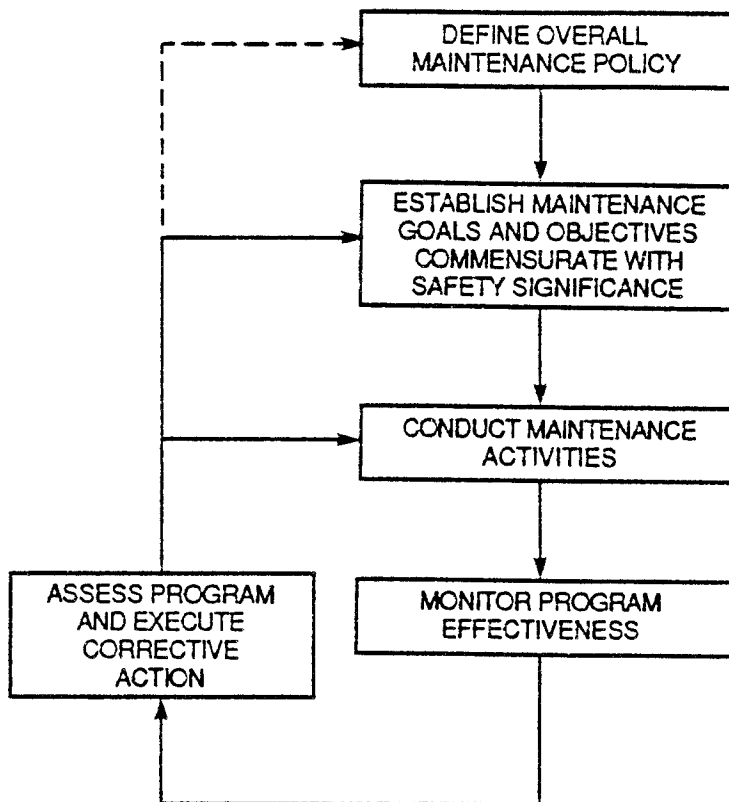 DEFINE OVERALL
MAINTENANCE POLICY
ESTABLISH MAINTENANCE
GOALS AND OBJECTIVES
COMMENSURATE WITH
SAFETY SIGNIFICANCE
CONDUCT MAINTENANCE
ACTIVITIES
MONITOR PROGRAM
EFFECTIVENESS
ASSESS PROGRAM
AND EXECUTE
CORRECTIVE
ACTION